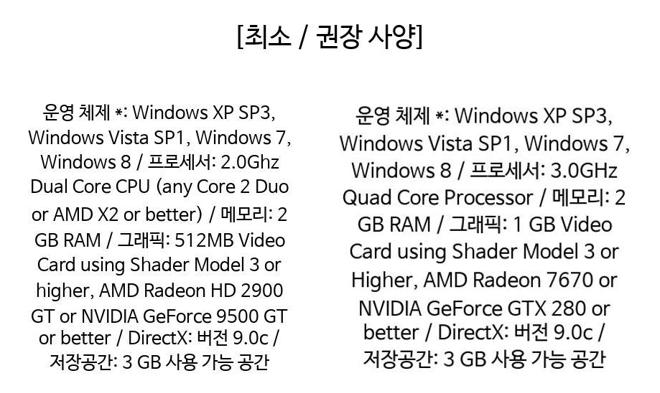 [최소 / 권장 사양]
운영 체제 *: Windows XP SP3,
Windows Vista SP1, Windows 7,
Windows 8 / 프로세서: 2.0Ghz
Dual Core CPU (any Core 2 Duo
or AMD X2 or better) / 메모리: 2
GB RAM / 그래픽: 512MB Video
Card using Shader Model 3 or
higher, AMD Radeon HD 2900
GT or NVIDIA GeForce 9500 GT
or better / DirectX: 버전 9.0c /
저장공간: 3 GB 사용 가능 공간
운영 체제 *: Windows XP SP3,
Windows Vista SP1, Windows 7,
Windows 8 / 프로세서: 3.0GHz
Quad Core Processor / 메모리: 2
GB RAM / 그래픽: 1 GB Video
Card using Shader Model 3 or
Higher, AMD Radeon 7670 or
NVIDIA GeForce GTX 280 or
better / DirectX: 버전 9.0c /
저장공간: 3 GB 사용 가능 공간